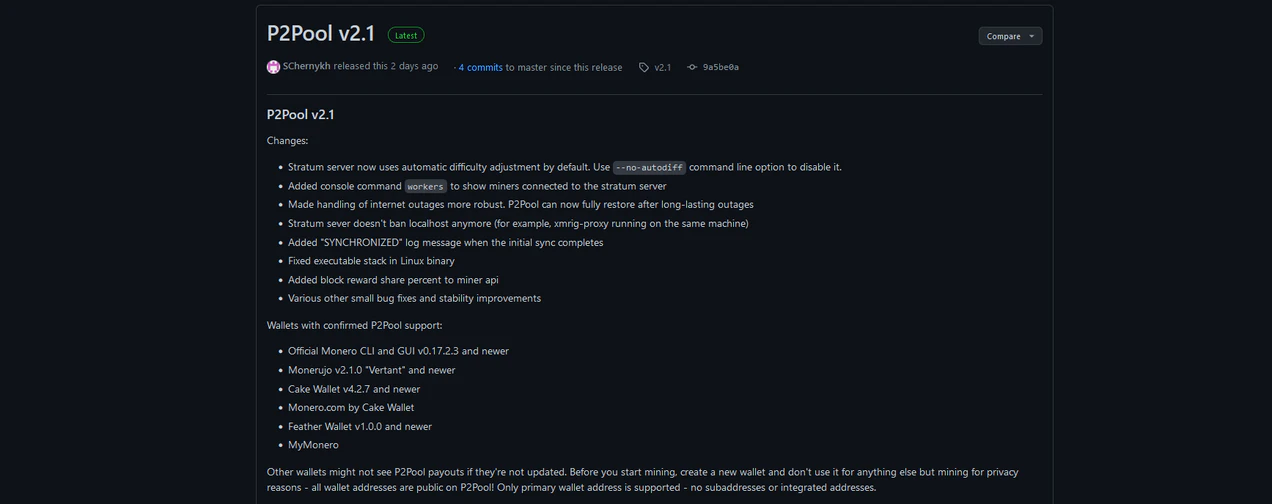 P2Pool v2.1 Latest
Compare
SChernykh released this 2 days ago · 4 commits to master since this release v2.1 9a5be0a
P2Pool v2.1
Changes:
• Stratum server now uses automatic difficulty adjustment by default. Use --no-autodiff command line option to disable it.
• Added console command workers to show miners connected to the stratum server
• Made handling of internet outages more robust. P2Pool can now fully restore after long-lasting outages
• Stratum sever doesn't ban localhost anymore (for example, xmrig-proxy running on the same machine)
• Added "SYNCHRONIZED" log message when the initial sync completes
• Fixed executable stack in Linux binary
• Added block reward share percent to miner api
• Various other small bug fixes and stability improvements
Wallets with confirmed P2Pool support:
• Official Monero CLI and GUI v0.17.2.3 and newer
• Monerujo v2.1.0 "Vertant" and newer
• Cake Wallet v4.2.7 and newer
• Monero.com by Cake Wallet
• Feather Wallet v1.0.0 and newer
• MyMonero
Other wallets might not see P2Pool payouts if they're not updated. Before you start mining, create a new wallet and don't use it for anything else but mining for privacy
reasons - all wallet addresses are public on P2Pool! Only primary wallet address is supported - no subaddresses or integrated addresses.